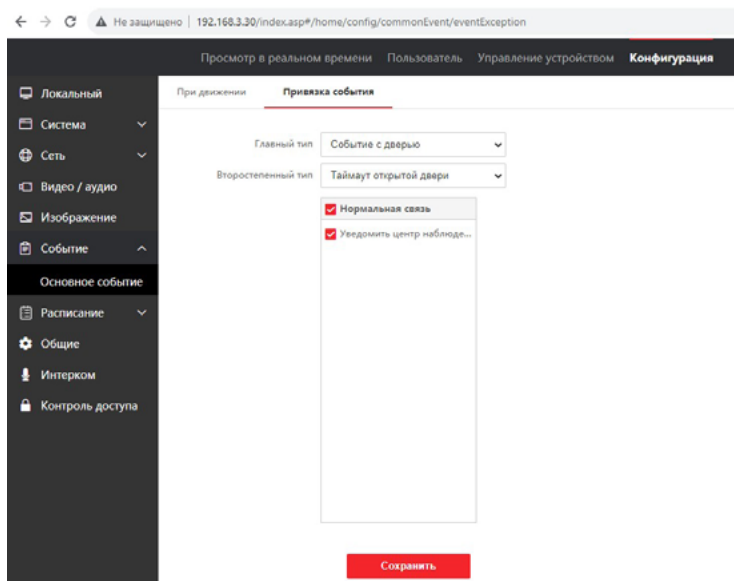 Не защищено | 192.168.3.30/index.asp#/home/config/commonEvent/eventException
Просмотр в реальном времени Пользователь Управление устройством Конфигурация
Локальный
Система
Сеть
Видео / аудио
Изображение
Событие
Основное событие
Расписание
Общие
Интерком
Контроль доступа
При движении Привязка события
Главный тип Событие с дверью
Второстепенный тип Таймаут открытой двери
Нормальная связь
Уведомить центр наблюде...
Сохранить